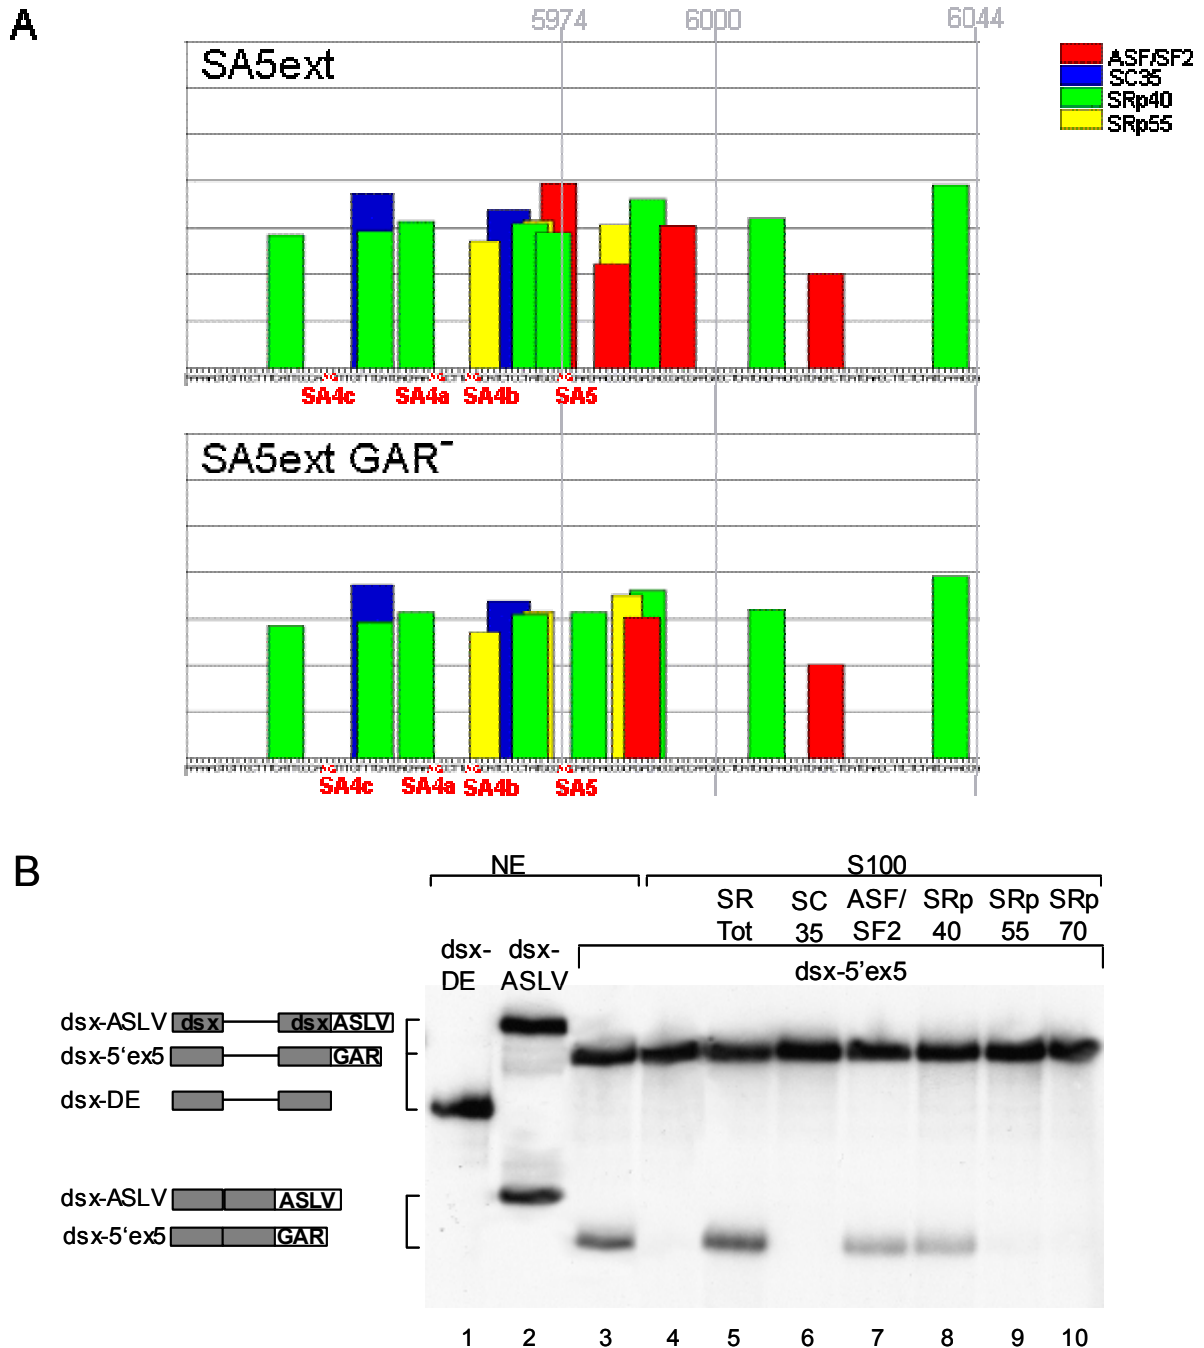 A
5974 6000 6044
SA5ext
ASF/SF2
SC35
SRp40
SRp55
SA4c SA4a SA4b SA5
SA5ext GAR⁻
SA4c SA4a SA4b SA5
B
NE S100
SR Tot
SC 35
ASF/ SF2
SRp 40
SRp 55
SRp 70
dsx-DE
dsx-ASLV
dsx-5'ex5
dsx-ASLV dsx dsx ASLV
dsx-5'ex5 GAR
dsx-DE
dsx-ASLV ASLV
dsx-5'ex5 GAR
1 2 3 4 5 6 7 8 9 10